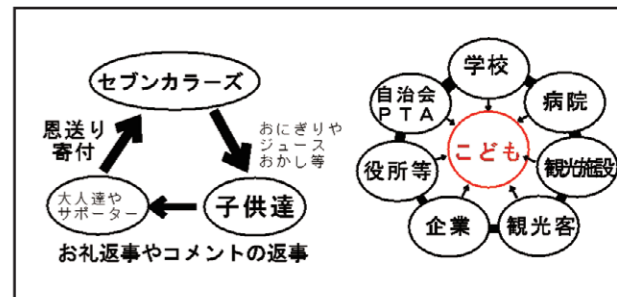 セブンカラーズ
恩送り
寄付
おにぎりや
ジュース
おかし等
大人達や
サポーター
子供達
お礼返事やコメントの返事
学校
自治会
PTA
病院
こども
役所等
観光施設
企業
観光客